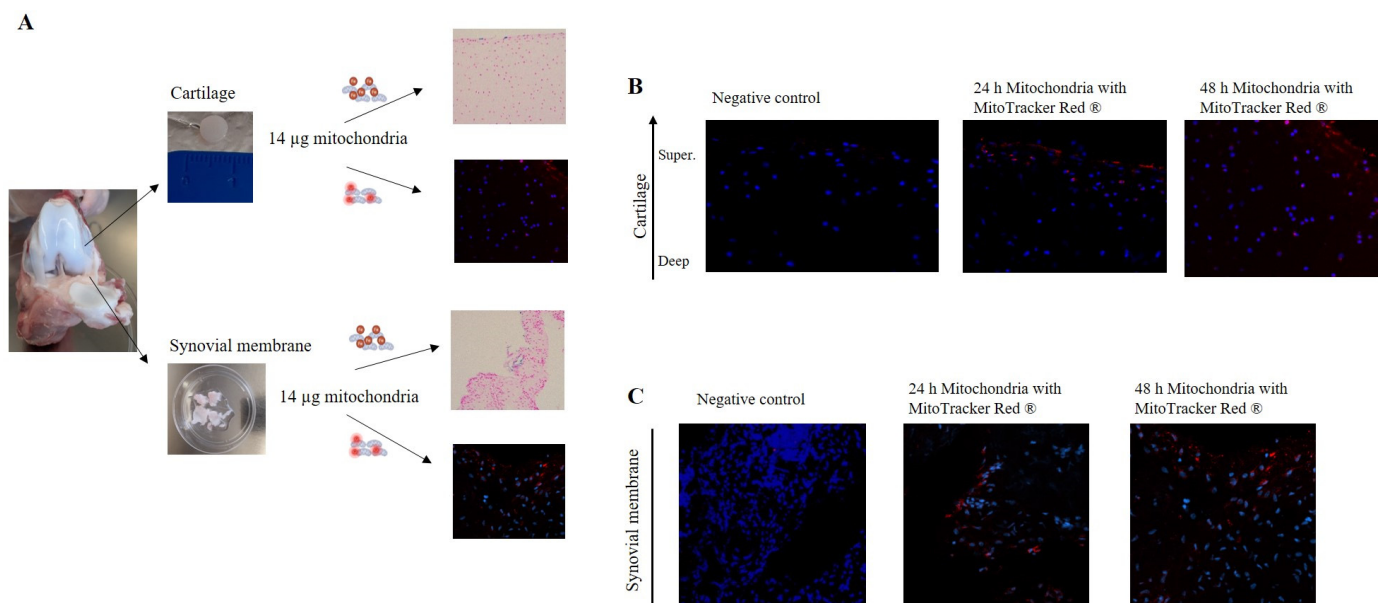 A
Cartilage
14 µg mitochondria
Synovial membrane
14 µg mitochondria
B
Negative control
24 h Mitochondria with
MitoTracker Red ®
48 h Mitochondria with
MitoTracker Red ®
Super.
Cartilage
Deep
C
Negative control
24 h Mitochondria with
MitoTracker Red ®
48 h Mitochondria with
MitoTracker Red ®
Synovial membrane